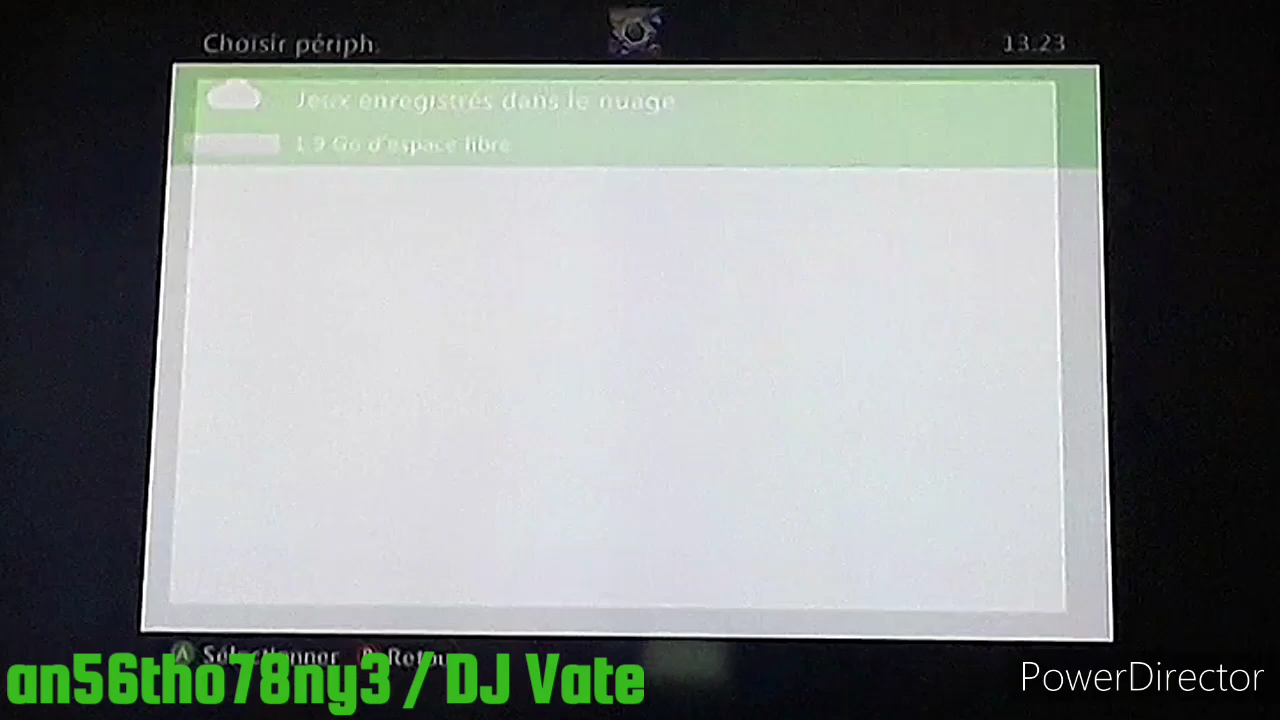 Choisir périph.
13:23
Jeux enregistrés dans le nuage
1.9 Go d'espace libre
A Sélectionner B Retour
an56tho78ny3 / DJ Vate
PowerDirector